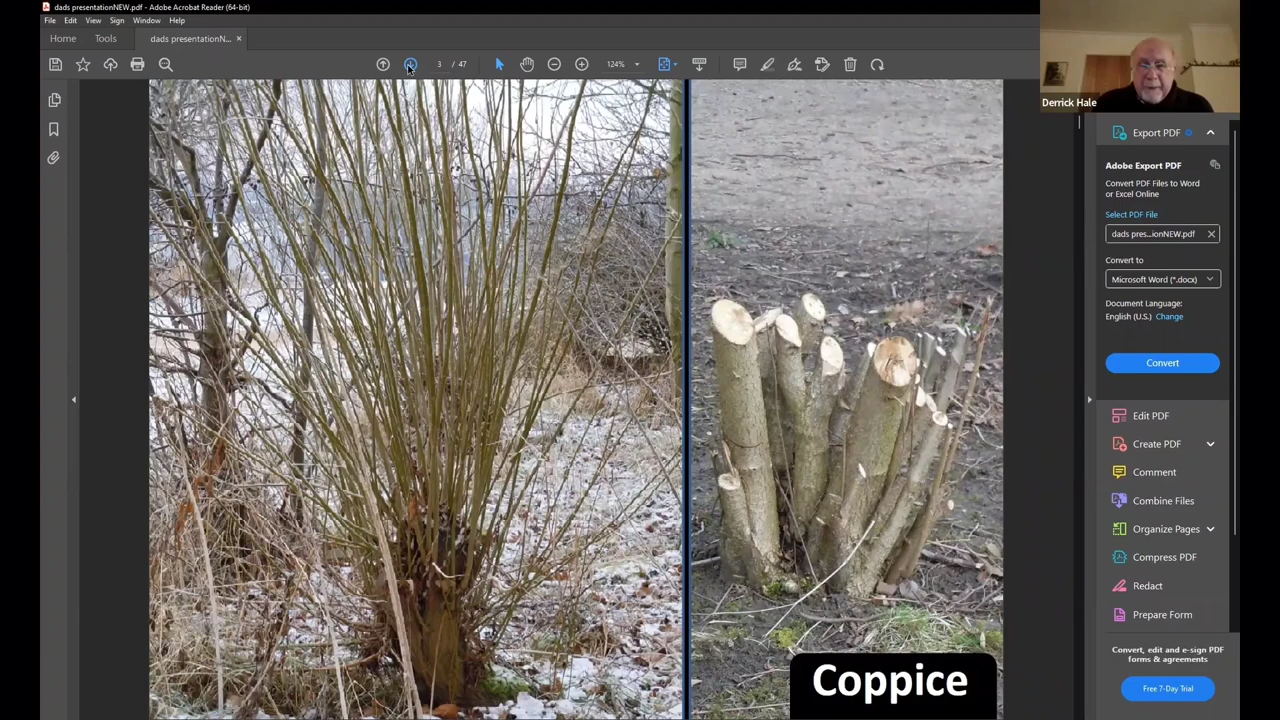 dads presentationNEW.pdf - Adobe Acrobat Reader (64-bit)
File Edit View Sign Window Help
Home Tools dads presentationN... ×
3 / 47 124%
Derrick Hale
Export PDF
Adobe Export PDF
Convert PDF Files to Word
or Excel Online
Select PDF File
dads pres...ionNEW.pdf
Convert to
Microsoft Word (*.docx)
Document Language:
English (U.S.) Change
Convert
Edit PDF
Create PDF
Comment
Combine Files
Organize Pages
Compress PDF
Redact
Prepare Form
Convert, edit and e-sign PDF
forms & agreements
Free 7-Day Trial
Coppice